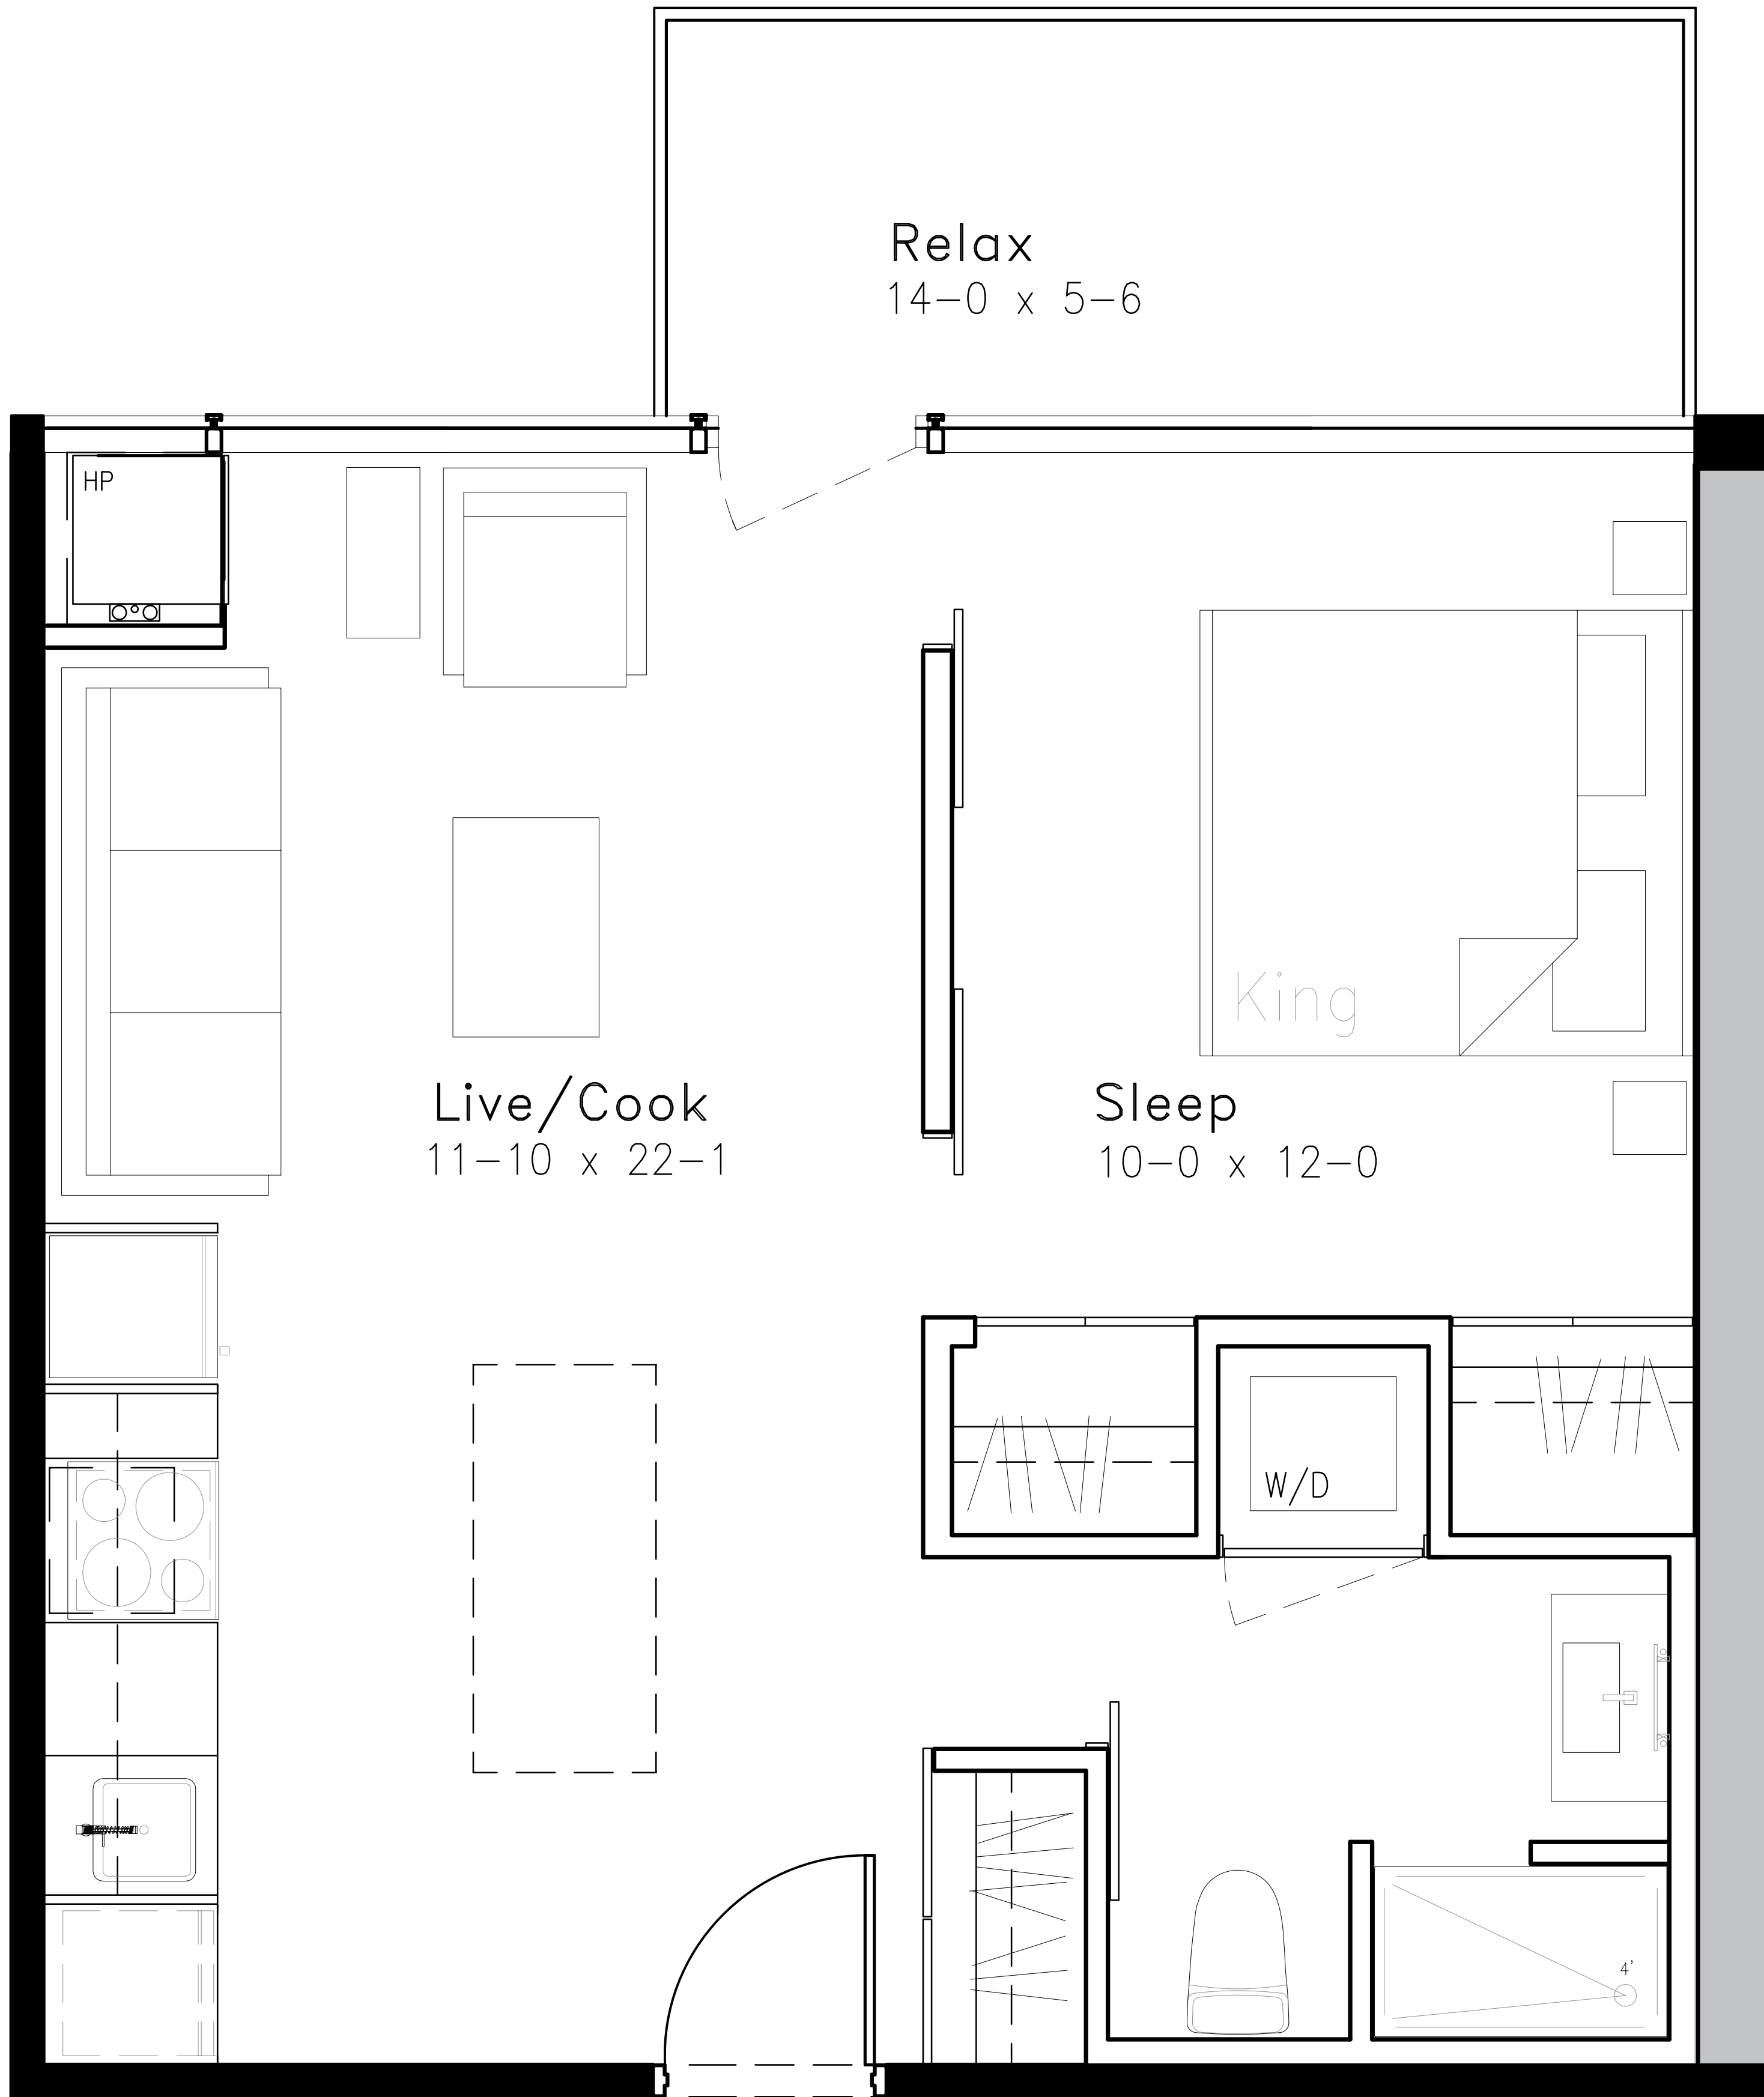 Relax
14-0 x 5-6
HP
King
Live/Cook
11-10 x 22-1
Sleep
10-0 x 12-0
W/D
4'